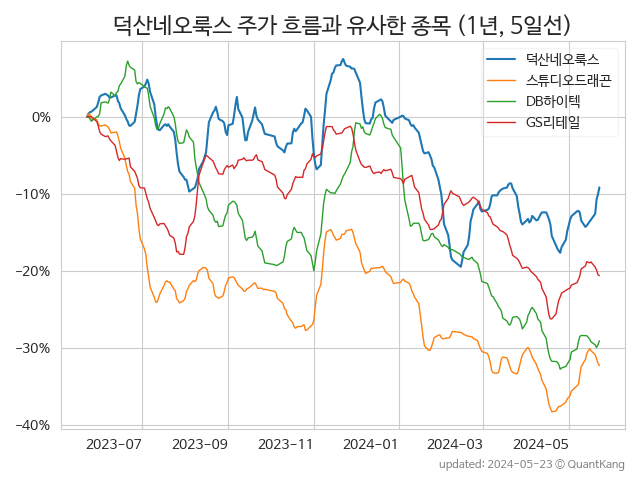 덕산네오룩스 주가 흐름과 유사한 종목 (1년, 5일선)
덕산네오룩스
스튜디오드래곤
DB하이텍
GS리테일
0%
−10%
−20%
−30%
−40%
2023-07 2023-09 2023-11 2024-01 2024-03 2024-05
updated: 2024-05-23 © QuantKang